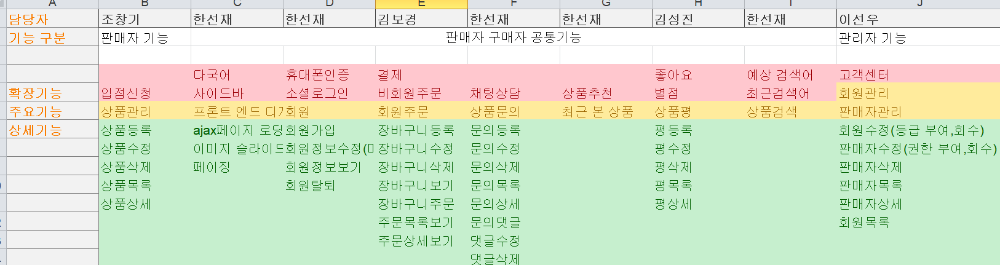 A B C D E F G H I J
담당자 조창기 한선재 한선재 김보경 한선재 한선재 김성진 한선재 이선우
기능 구분 판매자 기능 판매자 구매자 공통기능 관리자 기능
다국어 휴대폰인증 결제 좋아요 예상 검색어 고객센터
확장기능 입점신청 사이드바 소셜로그인 비회원주문 채팅상담 상품추천 별점 최근검색어 회원관리
주요기능 상품관리 프론트 엔드 회원 회원주문 상품문의 최근 본 상품 상품평 상품검색 판매자관리
상세기능 상품등록 ajax페이지 로딩 회원가입 장바구니등록 문의등록 평등록 회원수정(등급 부여,회수)
상품수정 이미지 슬라이드 회원정보수정( 장바구니수정 문의수정 평수정 판매자수정(권한 부여,회수)
상품삭제 페이징 회원정보보기 장바구니삭제 문의삭제 평삭제 판매자삭제
상품목록 회원탈퇴 장바구니보기 문의목록 평목록 판매자목록
상품상세 장바구니주문 문의상세 평상세 판매자상세
주문목록보기 문의댓글 회원목록
주문상세보기 댓글수정
댓글삭제